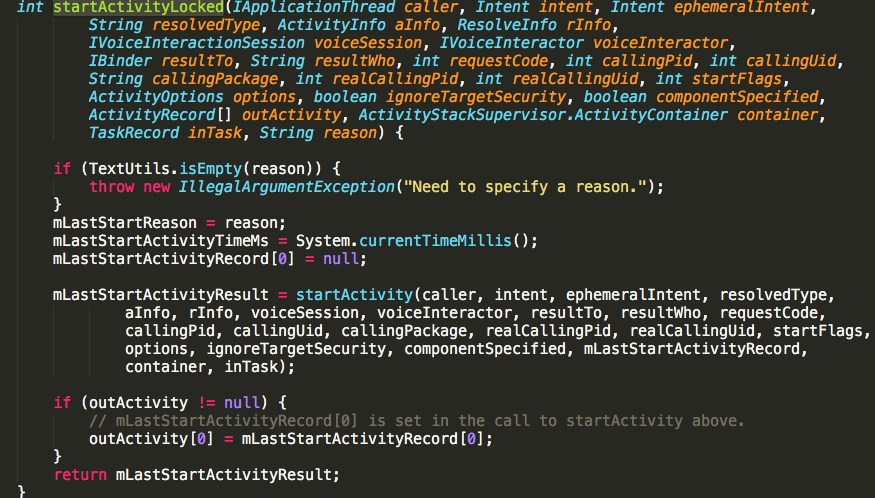 int startActivityLocked(IApplicationThread caller, Intent intent, Intent ephemeralIntent,
String resolvedType, ActivityInfo aInfo, ResolveInfo rInfo,
IVoiceInteractionSession voiceSession, IVoiceInteractor voiceInteractor,
IBinder resultTo, String resultWho, int requestCode, int callingPid, int callingUid,
String callingPackage, int realCallingPid, int realCallingUid, int startFlags,
ActivityOptions options, boolean ignoreTargetSecurity, boolean componentSpecified,
ActivityRecord[] outActivity, ActivityStackSupervisor.ActivityContainer container,
TaskRecord inTask, String reason) {
if (TextUtils.isEmpty(reason)) {
throw new IllegalArgumentException("Need to specify a reason.");
}
mLastStartReason = reason;
mLastStartActivityTimeMs = System.currentTimeMillis();
mLastStartActivityRecord[0] = null;
mLastStartActivityResult = startActivity(caller, intent, ephemeralIntent, resolvedType,
aInfo, rInfo, voiceSession, voiceInteractor, resultTo, resultWho, requestCode,
callingPid, callingUid, callingPackage, realCallingPid, realCallingUid, startFlags,
options, ignoreTargetSecurity, componentSpecified, mLastStartActivityRecord,
container, inTask);
if (outActivity != null) {
// mLastStartActivityRecord[0] is set in the call to startActivity above.
outActivity[0] = mLastStartActivityRecord[0];
}
return mLastStartActivityResult;
}